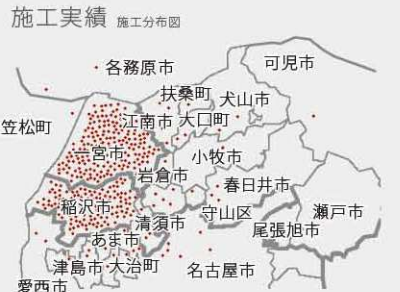 施工実績 施工分布図
各務原市
可児市
扶桑町
犬山市
笠松町
江南市
大口町
一宮市
小牧市
岩倉市
春日井市
稲沢市
守山区
瀬戸市
清須市
尾張旭市
あま市
津島市
大治町
名古屋市
愛西市